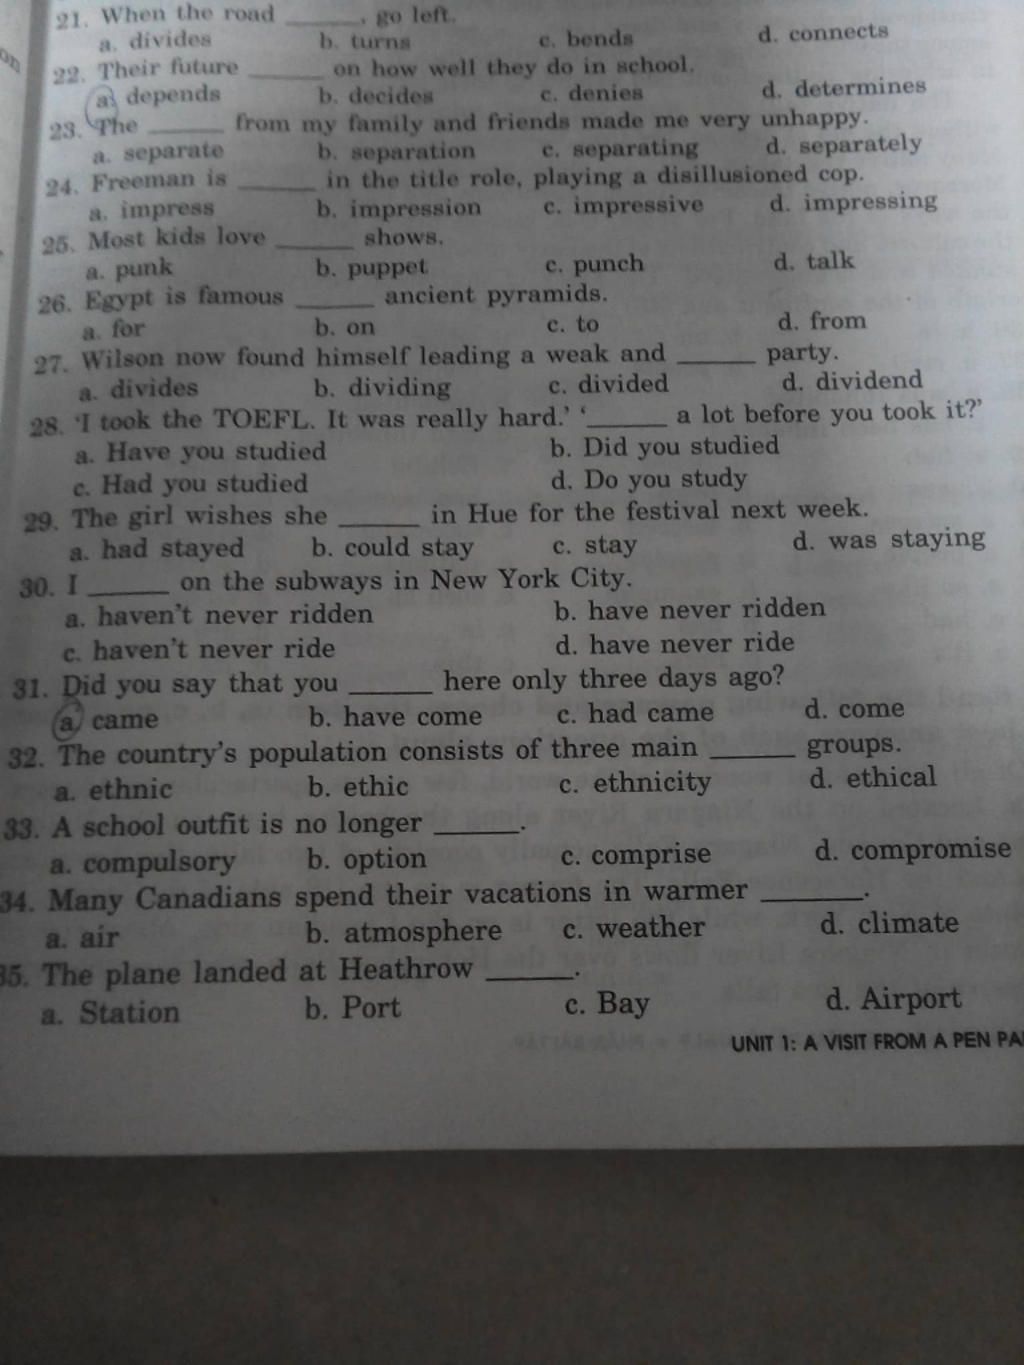 on
21. When the road ______, go left.
a. divides b. turns c. bends d. connects
22. Their future ______ on how well they do in school.
a. depends b. decides c. denies d. determines
23. The ______ from my family and friends made me very unhappy.
a. separate b. separation c. separating d. separately
24. Freeman is ______ in the title role, playing a disillusioned cop.
a. impress b. impression c. impressive d. impressing
25. Most kids love ______ shows.
a. punk b. puppet c. punch d. talk
26. Egypt is famous ______ ancient pyramids.
a. for b. on c. to d. from
27. Wilson now found himself leading a weak and ______ party.
a. divides b. dividing c. divided d. dividend
28. 'I took the TOEFL. It was really hard.' '______ a lot before you took it?'
a. Have you studied b. Did you studied
c. Had you studied d. Do you study
29. The girl wishes she ______ in Hue for the festival next week.
a. had stayed b. could stay c. stay d. was staying
30. I ______ on the subways in New York City.
a. haven't never ridden b. have never ridden
c. haven't never ride d. have never ride
31. Did you say that you ______ here only three days ago?
a. came b. have come c. had came d. come
32. The country's population consists of three main ______ groups.
a. ethnic b. ethic c. ethnicity d. ethical
33. A school outfit is no longer ______.
a. compulsory b. option c. comprise d. compromise
34. Many Canadians spend their vacations in warmer ______.
a. air b. atmosphere c. weather d. climate
35. The plane landed at Heathrow ______.
a. Station b. Port c. Bay d. Airport
UNIT 1: A VISIT FROM A PEN PA